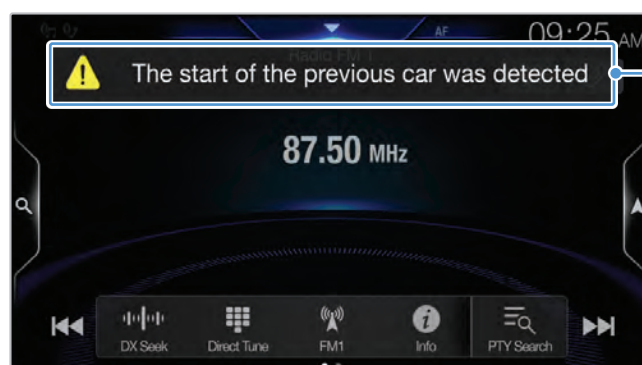 AF
09:25 AM
Radio FM 1
The start of the previous car was detected
87.50 MHz
DX Seek
Direct Tune
FM1
Info
PTY Search